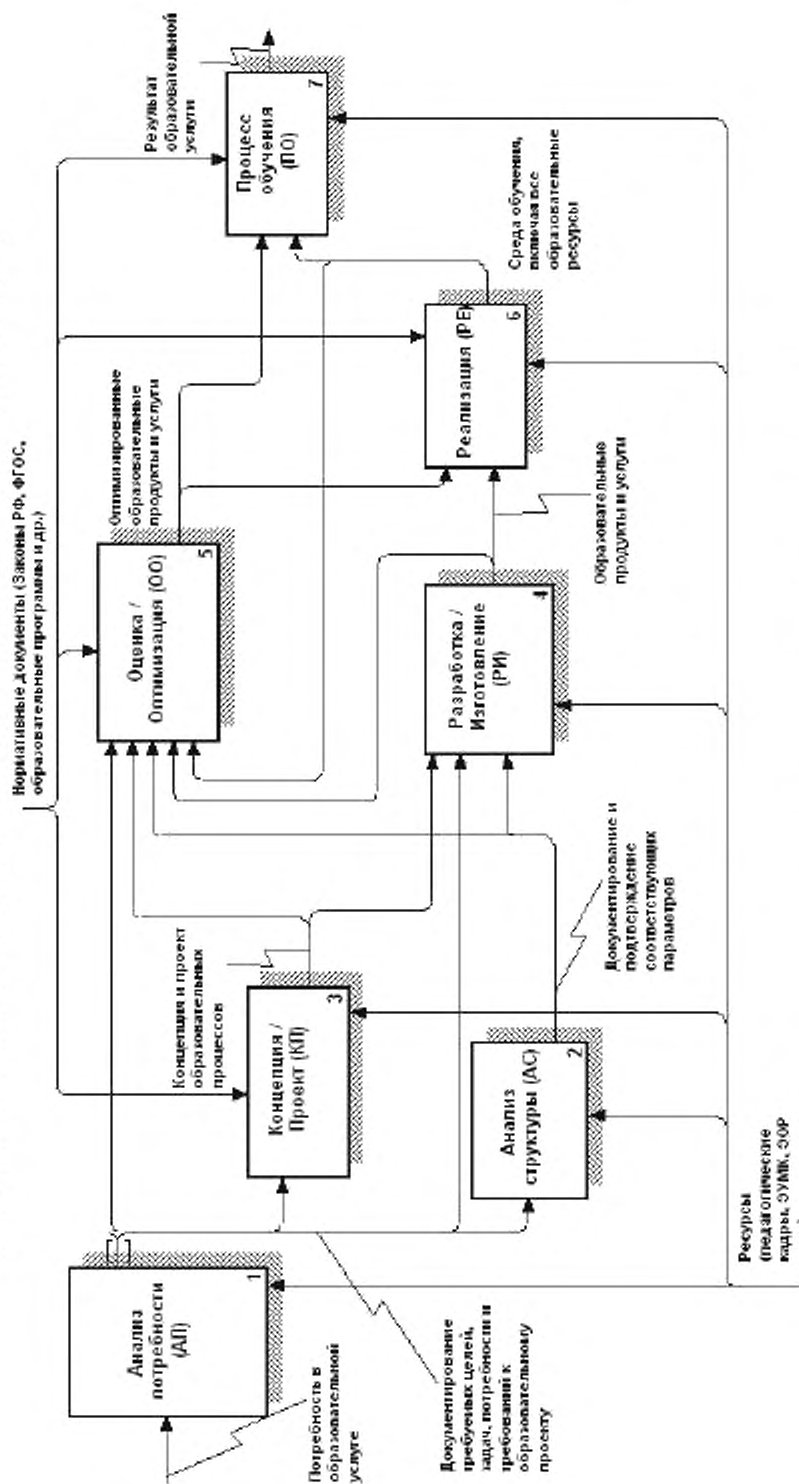 Нормативные документы (Законы РФ, ФГОС,
образовательные программы и др.)
Потребность в
образовательной
услуге
Анализ
потребности
(АП)
1
Документирование
требуемых целей,
задач, потребности и
требований к
образовательному
проекту
Анализ
структуры (АС)
2
Концепция /
Проект (КП)
3
Концепция и проект
образовательных
процессов
Документирование и
подтверждение
соответствующих
параметров
Разработка /
Изготовление
(РИ)
4
Оценка /
Оптимизация (ОО)
5
Оптимизированные
образовательные
продукты и услуги
Образовательные
продукты и услуги
Реализация (РЕ)
6
Среда обучения,
включая все
образовательные
ресурсы
Процесс
обучения
(ПО)
7
Результат
образовательной
услуги
Ресурсы
(педагогические
кадры, ЭУМК, ЭОР